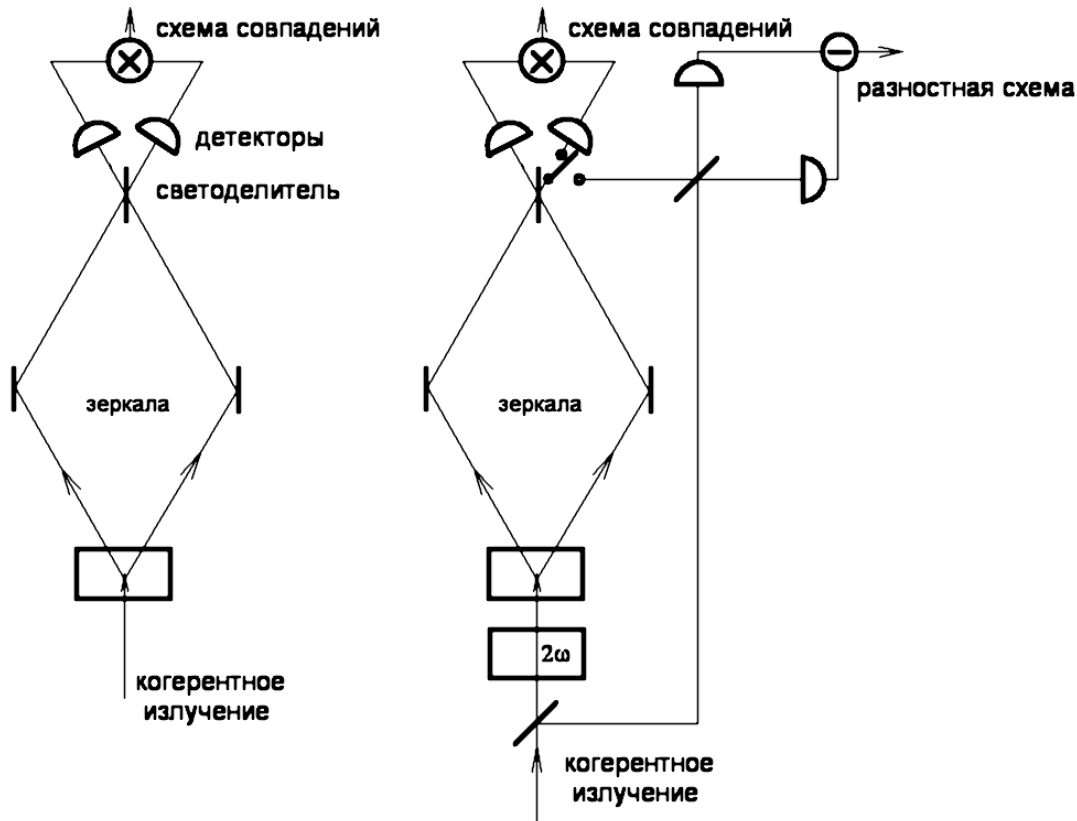 схема совпадений
детекторы
светоделитель
зеркала
когерентное
излучение
схема совпадений
разностная схема
зеркала
2ω
когерентное
излучение